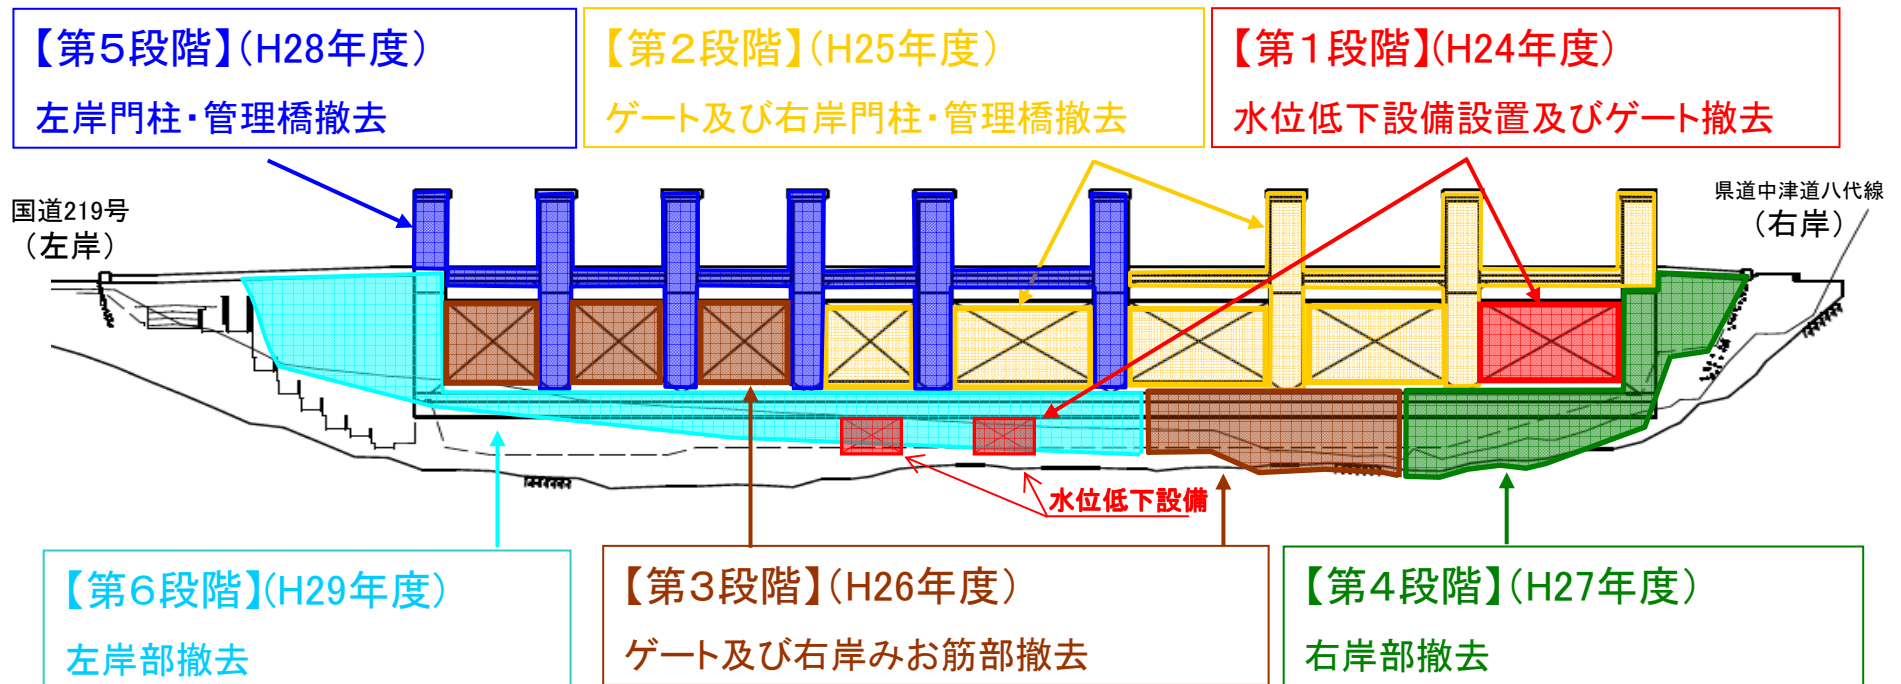 【第5段階】(H28年度)
左岸門柱・管理橋撤去
【第2段階】(H25年度)
ゲート及び右岸門柱・管理橋撤去
【第1段階】(H24年度)
水位低下設備設置及びゲート撤去
国道219号
(左岸)
県道中津道八代線
(右岸)
水位低下設備
【第6段階】(H29年度)
左岸部撤去
【第3段階】(H26年度)
ゲート及び右岸みお筋部撤去
【第4段階】(H27年度)
右岸部撤去